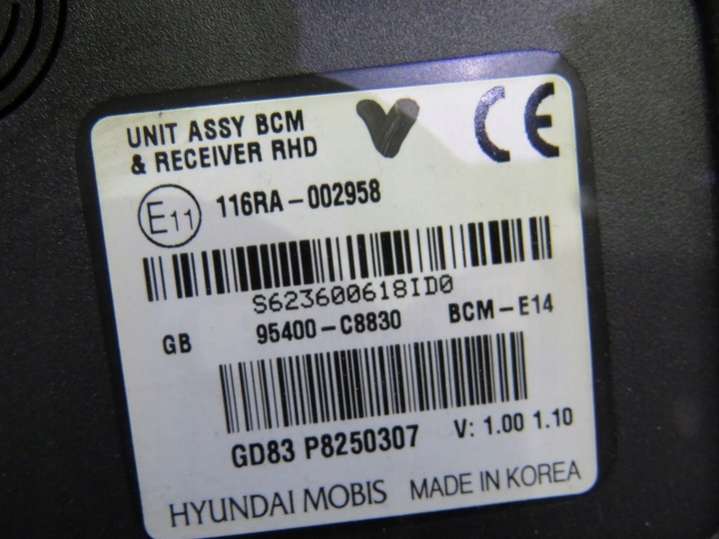 UNIT ASSY BCM
& RECEIVER RHD
CE
E11
116RA-002958
S623600618ID0
GB 95400-C8830 BCM-E14
GD83 P8250307 V: 1.00 1.10
HYUNDAI MOBIS MADE IN KOREA